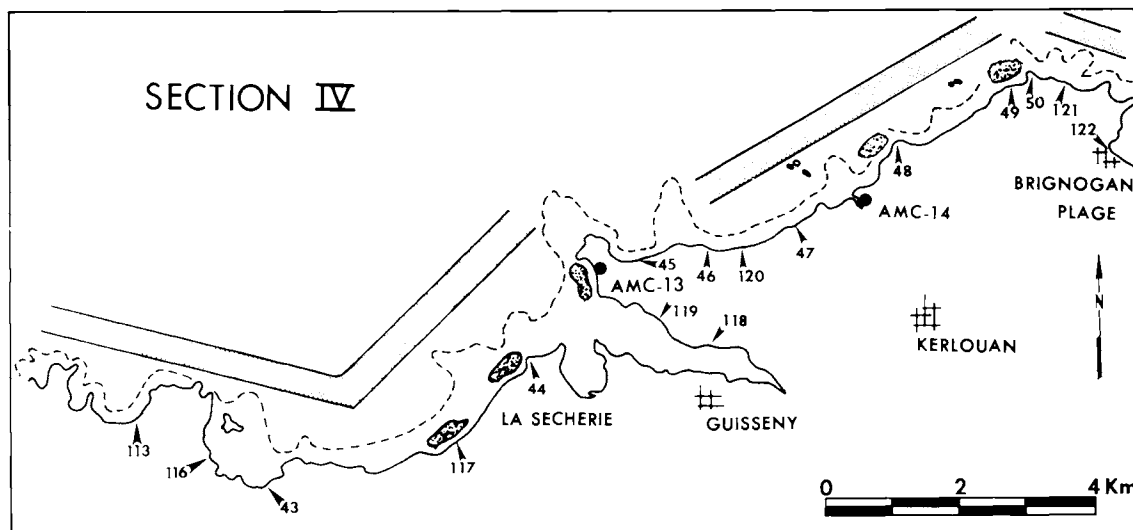 SECTION IV
49
50
121
122
BRIGNOGAN
PLAGE
48
AMC-14
47
45
46
120
AMC-13
119
118
N
KERLOUAN
44
LA SECHERIE
GUISSENY
117
113
116
43
0 2 4 Km